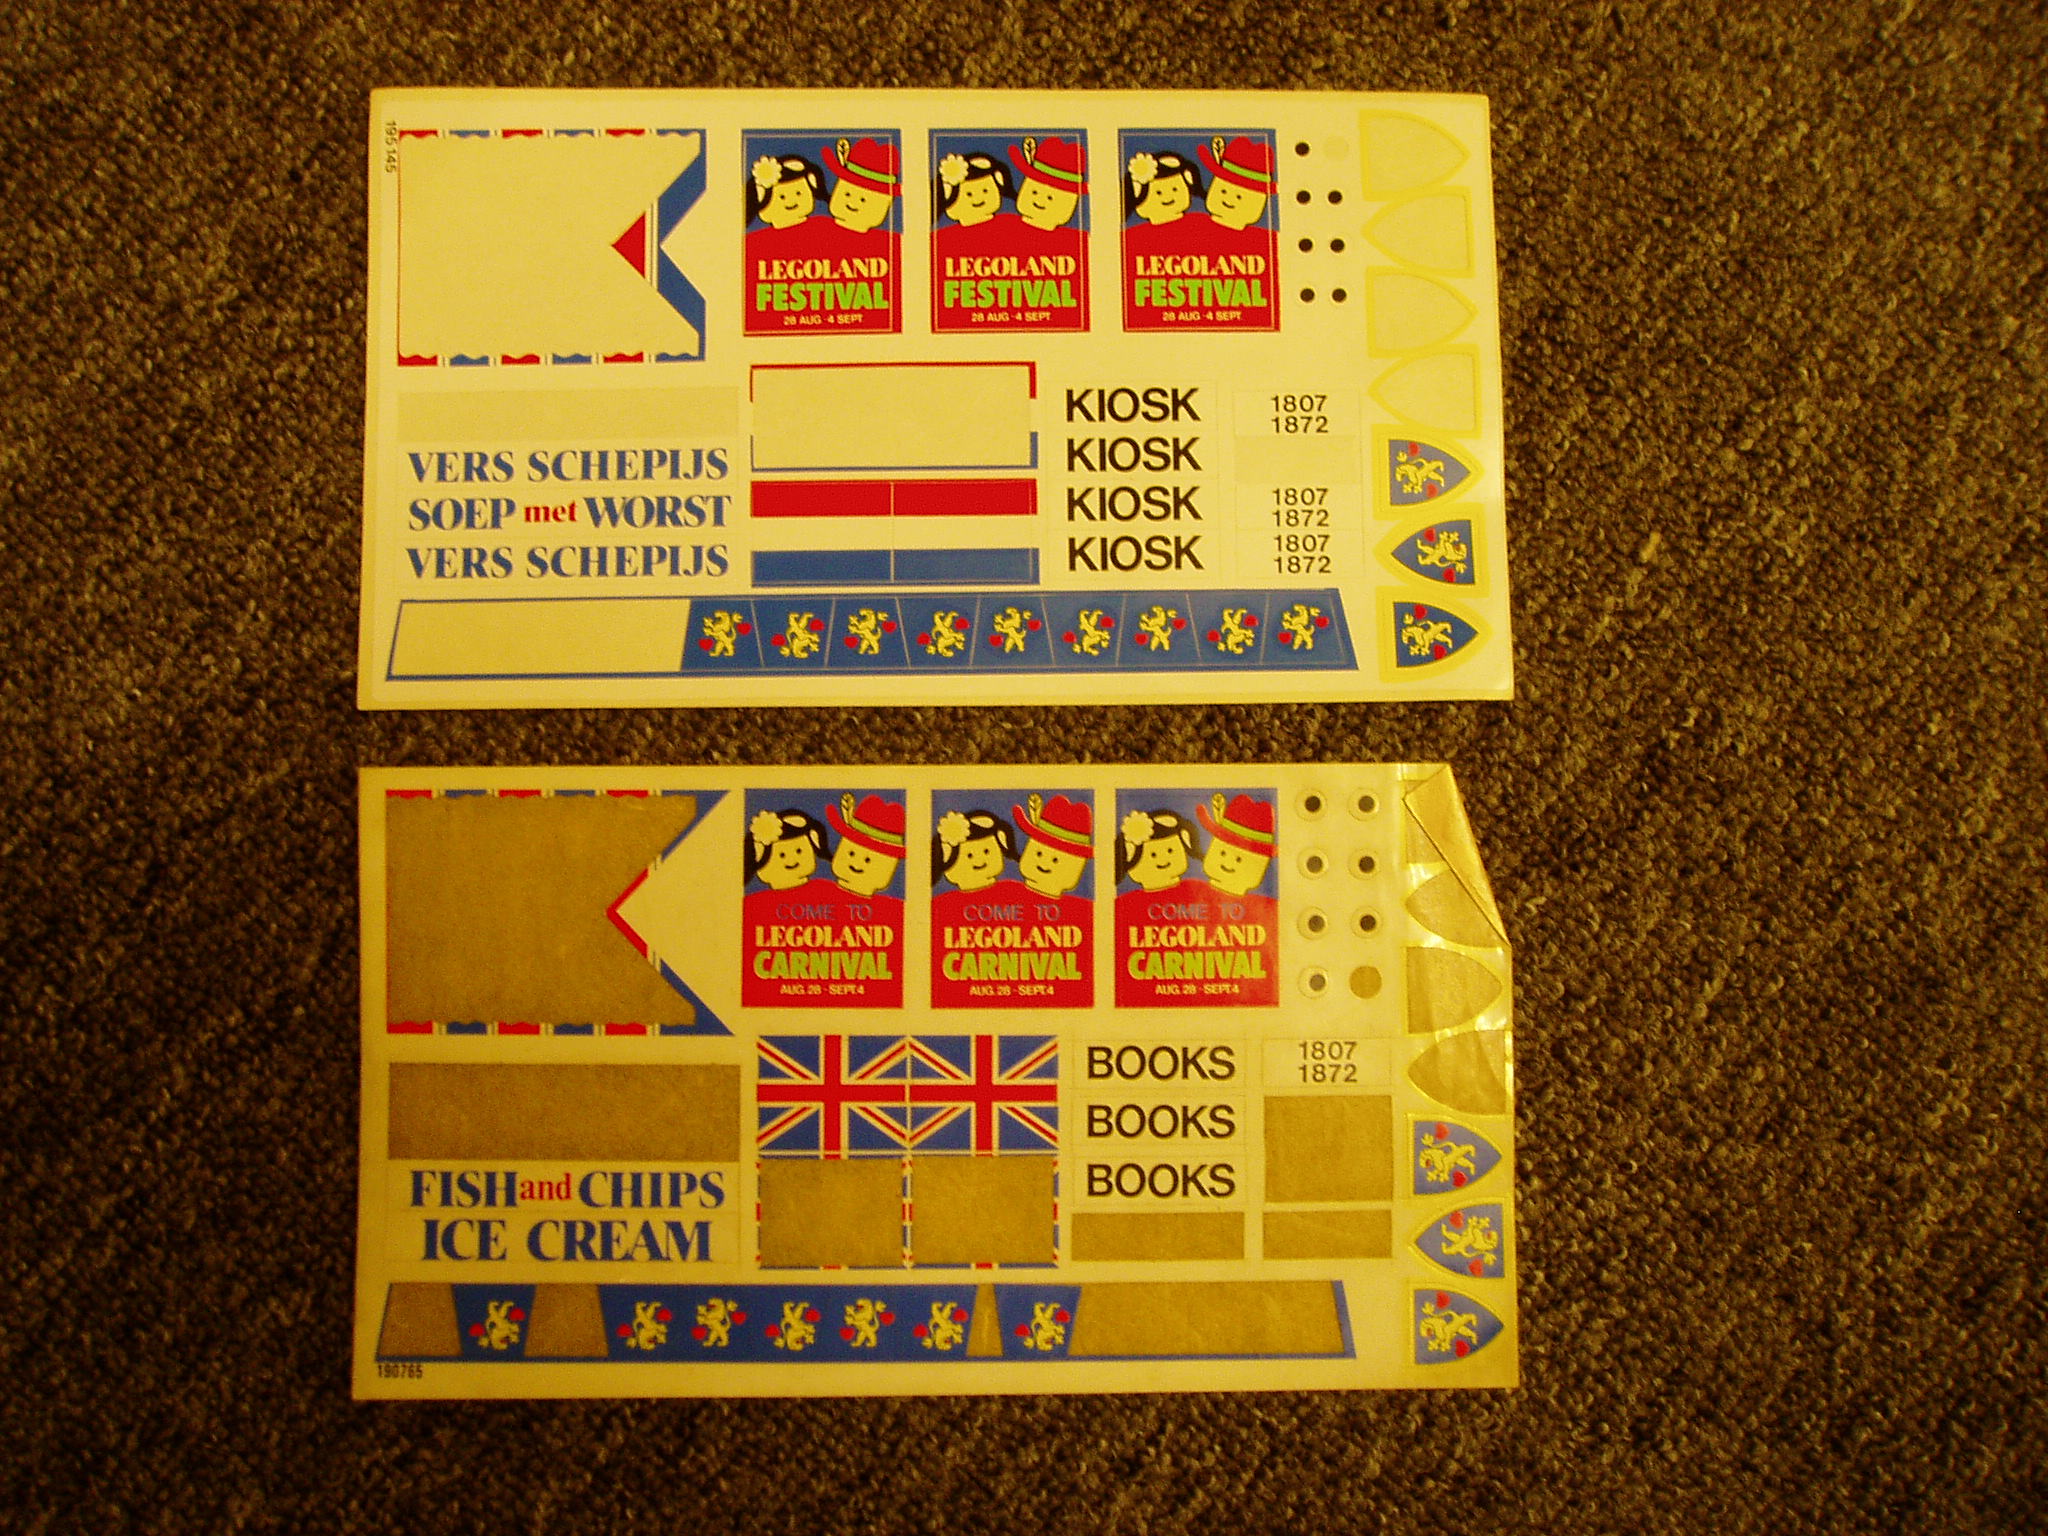 195145
LEGOLAND
FESTIVAL
28 AUG - 4 SEPT
LEGOLAND
FESTIVAL
28 AUG - 4 SEPT
LEGOLAND
FESTIVAL
28 AUG - 4 SEPT
VERS SCHEPIJS
SOEP met WORST
VERS SCHEPIJS
KIOSK
KIOSK
KIOSK
KIOSK
1807
1872
1807
1872
1807
1872
COME TO
LEGOLAND
CARNIVAL
AUG. 28 - SEPT. 4
COME TO
LEGOLAND
CARNIVAL
AUG. 28 - SEPT. 4
COME TO
LEGOLAND
CARNIVAL
AUG. 28 - SEPT. 4
FISH and CHIPS
ICE CREAM
BOOKS
BOOKS
BOOKS
1807
1872
190765